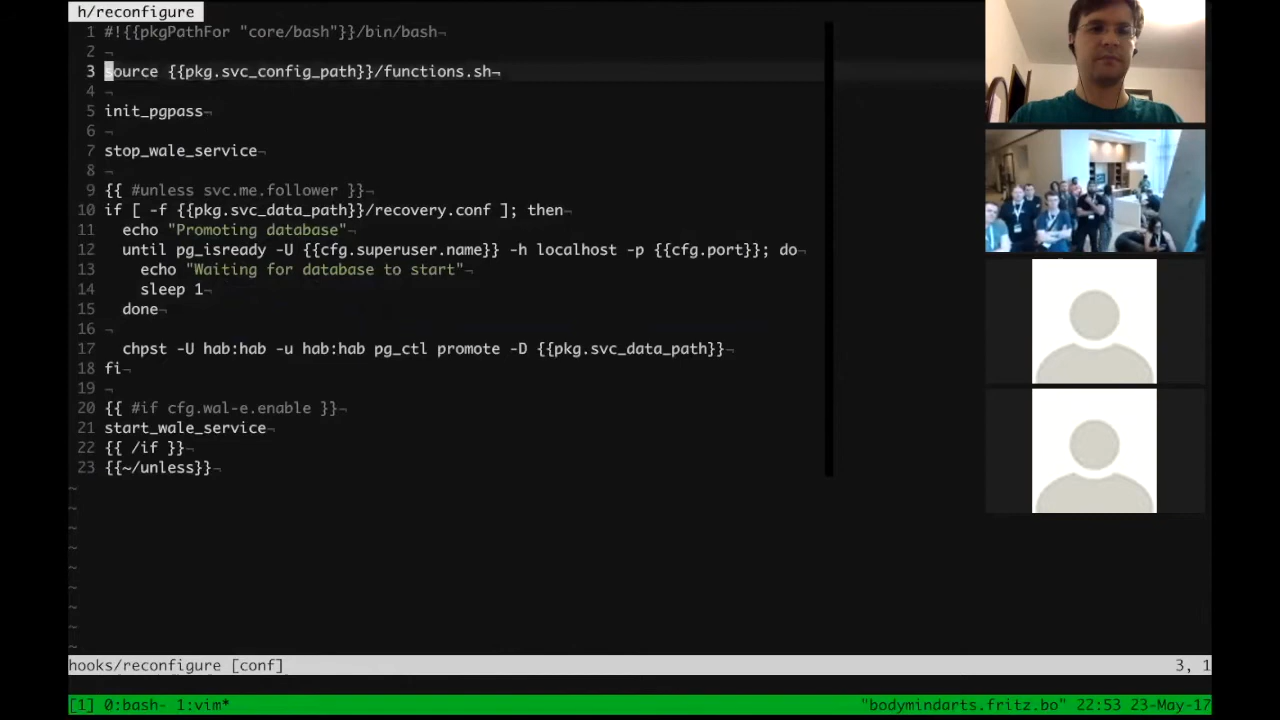 h/reconfigure
1 #!{{pkgPathFor "core/bash"}}/bin/bash¬
2 ¬
3 source {{pkg.svc_config_path}}/functions.sh¬
4 ¬
5 init_pgpass¬
6 ¬
7 stop_wale_service¬
8 ¬
9 {{ #unless svc.me.follower }}¬
10 if [ -f {{pkg.svc_data_path}}/recovery.conf ]; then¬
11   echo "Promoting database"¬
12   until pg_isready -U {{cfg.superuser.name}} -h localhost -p {{cfg.port}}; do¬
13     echo "Waiting for database to start"¬
14     sleep 1¬
15   done¬
16 ¬
17   chpst -U hab:hab -u hab:hab pg_ctl promote -D {{pkg.svc_data_path}}¬
18 fi¬
19 ¬
20 {{ #if cfg.wal-e.enable }}¬
21 start_wale_service¬
22 {{ /if }}¬
23 {{~/unless}}¬
~
~
~
~
~
~
~
~
~
hooks/reconfigure [conf] 3, 1
[1] 0:bash- 1:vim* "bodymindarts.fritz.bo" 22:53 23-May-17